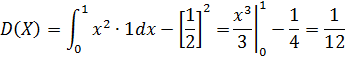 D(X) = ∫₀¹ x² · 1dx − [1/2]² = x³/3 |₀¹ − 1/4 = 1/12